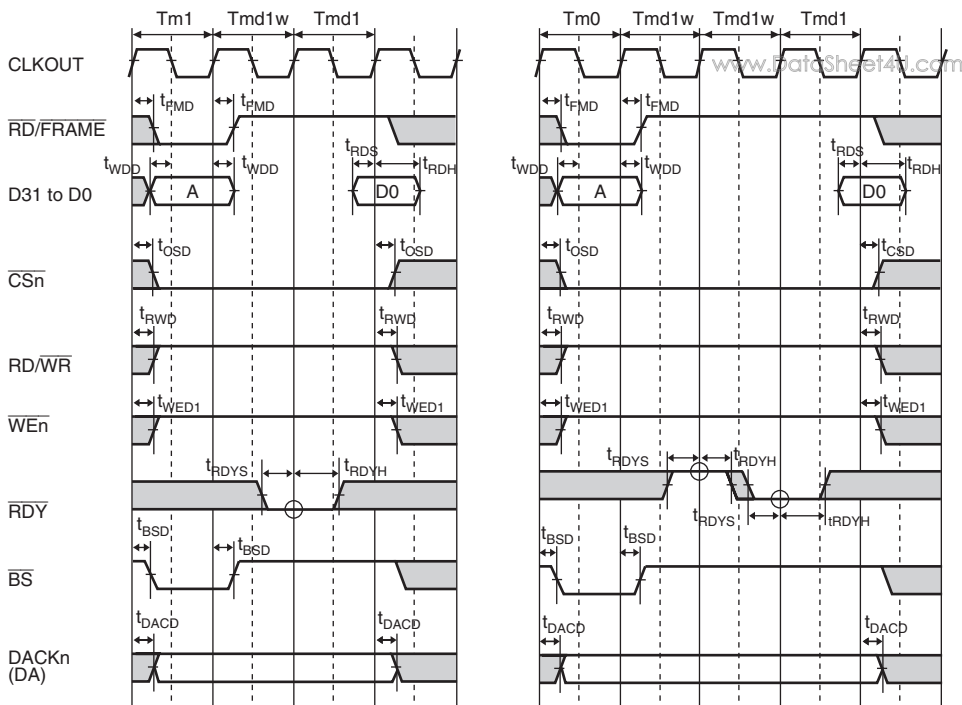 Tm1 Tmd1w Tmd1 Tm0 Tmd1w Tmd1w Tmd1
CLKOUT
www.DataSheet4U.com
tFMD tFMD tFMD tFMD
RD/FRAME
tWDD tWDD tRDS tRDH tWDD tWDD tRDS tRDH
D31 to D0 A D0 A D0
tCSD tCSD tCSD tCSD
CSn
tRWD tRWD tRWD tRWD
RD/WR
tWED1 tWED1 tWED1 tWED1
WEn
tRDYS tRDYH tRDYS tRDYH
RDY
tRDYS tRDYH
tBSD tBSD tBSD tBSD
BS
tDACD tDACD tDACD tDACD
DACKn
(DA)